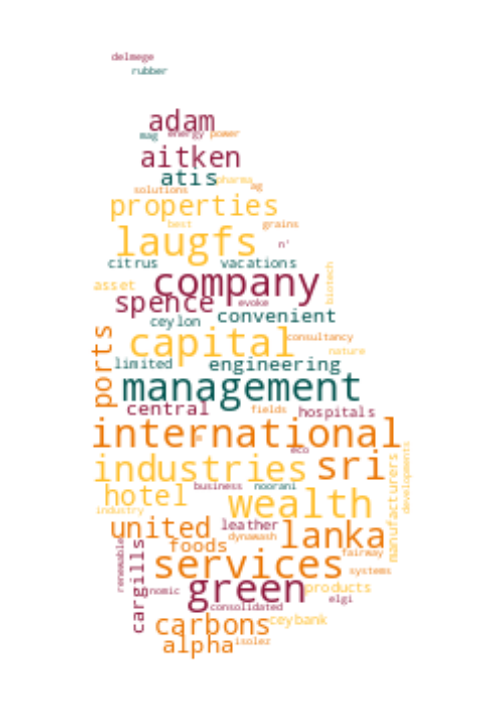 delmege
rubber
adam
mag energy power
aitken
atis pharma
solutions ag
properties
best grains
laugfs n'
citrus vacations
company
asset biotech
spence evoke
ceylon convenient
capital consultancy
ports nature
limited engineering
management
central fields hospitals
international
eco
industries sri
business noorani
hotel wealth
manufacturers developments
industry
united leather lanka
dynawash
foods fairway
services systems
renewable cargills
green products
nomic elgi
consolidated
carbons ceybank
alpha isolez